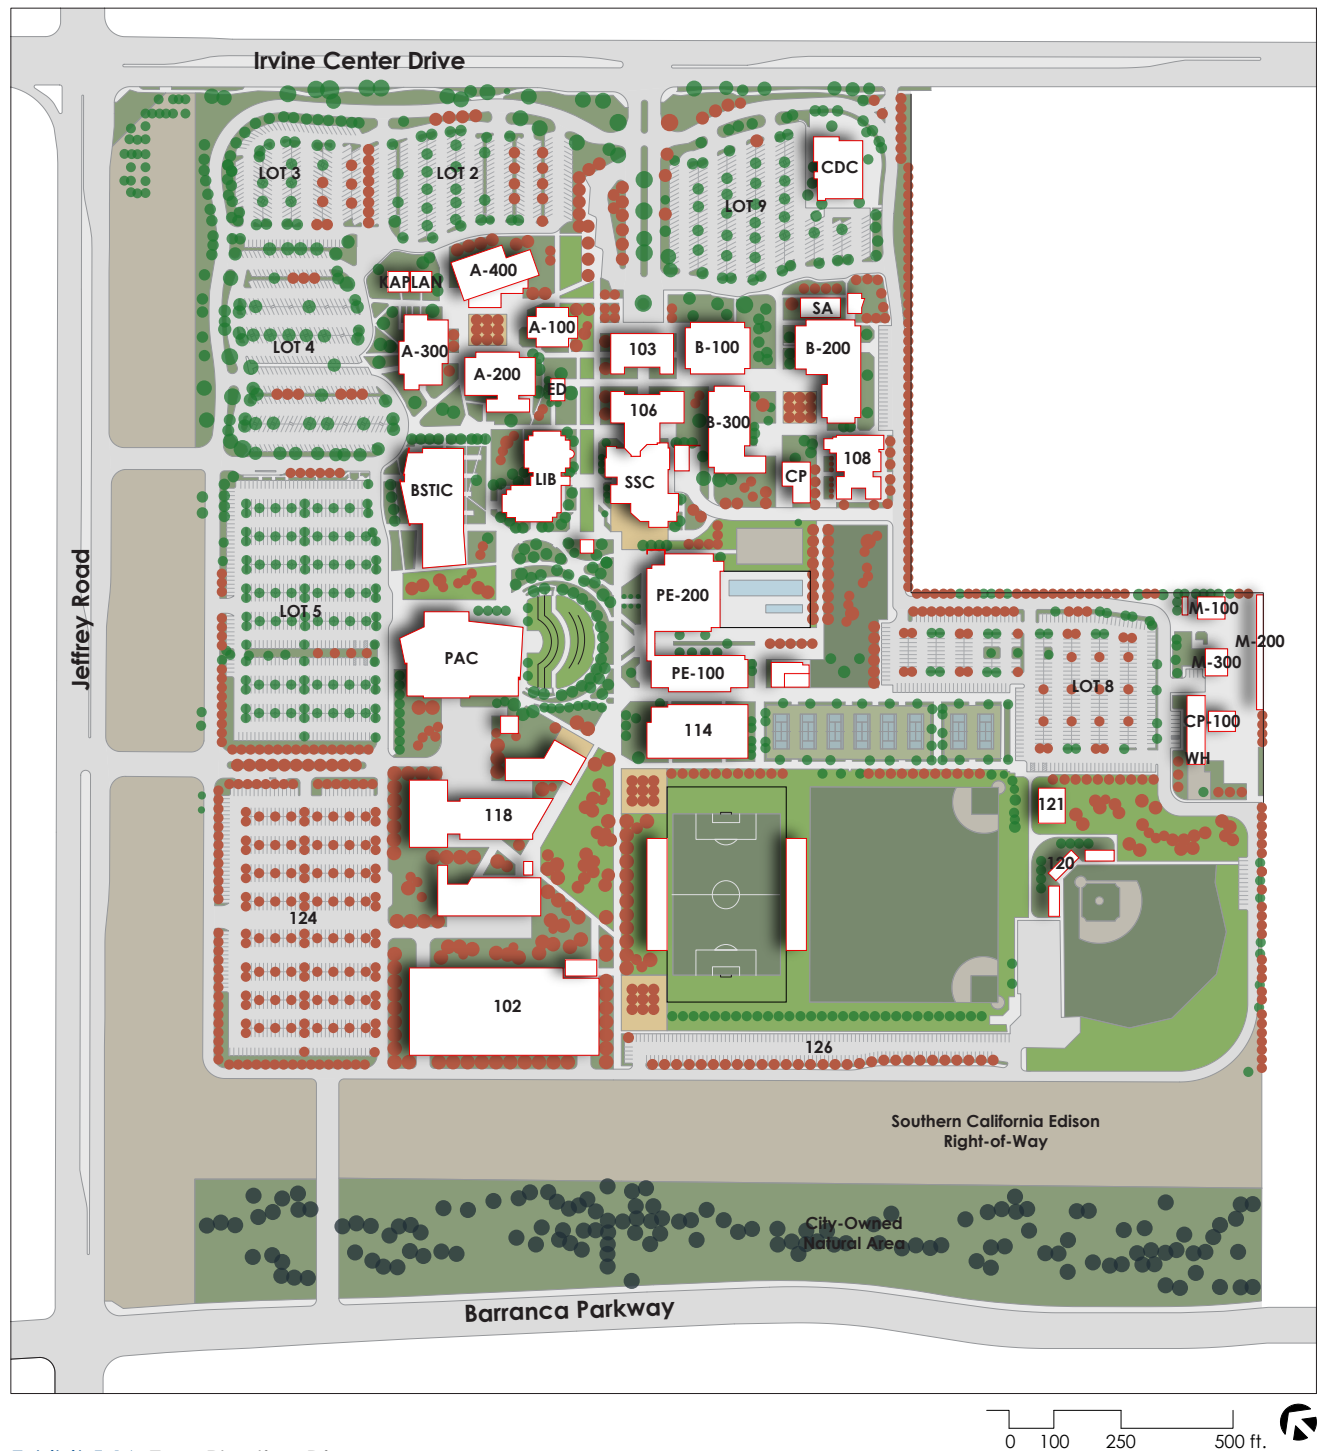 Irvine Center Drive
LOT 3
LOT 2
CDC
LOT 9
A-400
KAPLAN
SA
A-100
LOT 4
A-300
103
B-100
B-200
A-200
ED
106
B-300
108
CP
LIB
SSC
BSTIC
Jeffrey Road
LOT 5
PE-200
M-100
M-200
PAC
M-300
PE-100
LOT 8
CP-100
114
WH
121
118
120
124
102
126
Southern California Edison
Right-of-Way
City-Owned
Natural Area
Barranca Parkway
0 100 250 500 ft.